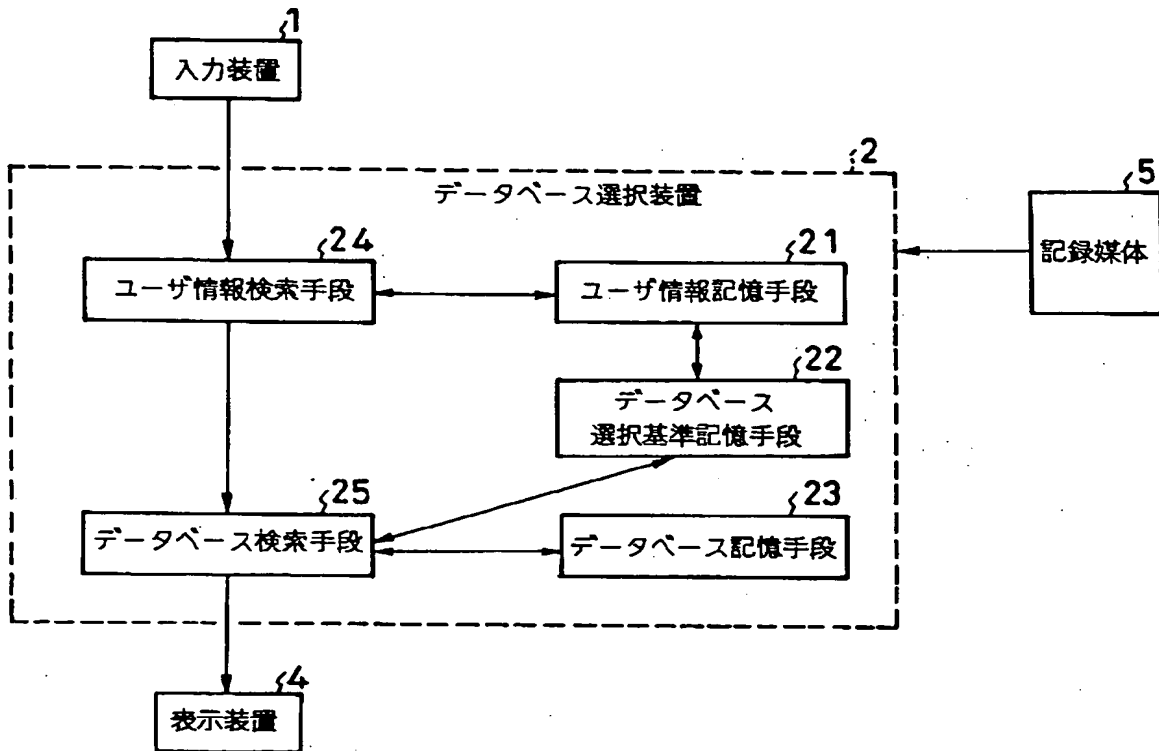 1
入力装置
2
データベース選択装置
5
記録媒体
24
ユーザ情報検索手段
21
ユーザ情報記憶手段
22
データベース
選択基準記憶手段
25
データベース検索手段
23
データベース記憶手段
4
表示装置